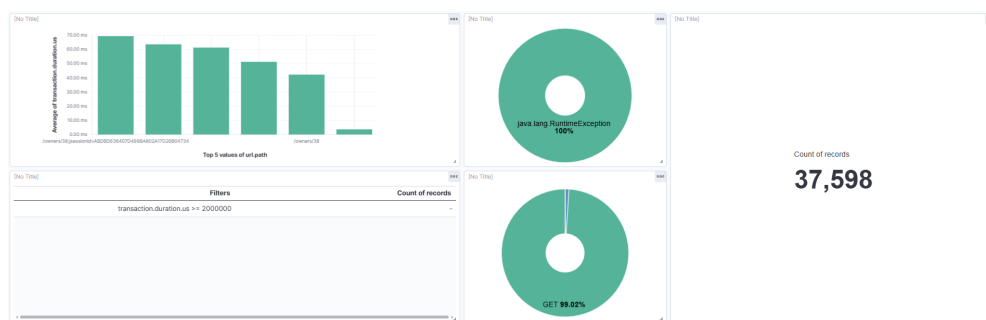 [No Title]
Average of transaction.duration.us
70.00 ms
60.00 ms
50.00 ms
40.00 ms
30.00 ms
20.00 ms
10.00 ms
0.00 ms
/owners/38
Top 5 values of url.path
[No Title]
java.lang.RuntimeException
100%
[No Title]
Count of records
37,598
[No Title]
Filters Count of records
transaction.duration.us >= 2000000 -
[No Title]
GET 99.02%